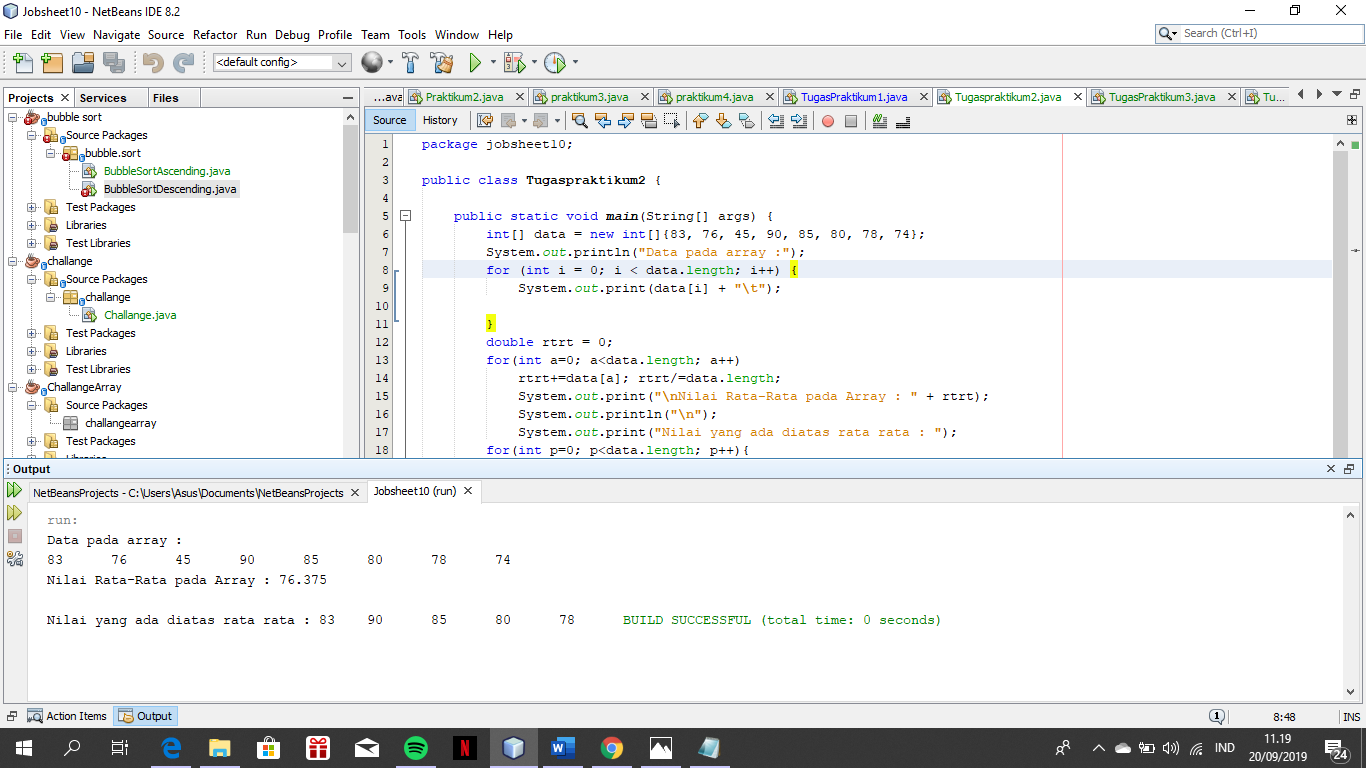 Jobsheet10 - NetBeans IDE 8.2
File Edit View Navigate Source Refactor Run Debug Profile Team Tools Window Help
Search (Ctrl+I)
<default config>
Projects Services Files
...ava Praktikum2.java praktikum3.java praktikum4.java TugasPraktikum1.java Tugaspraktikum2.java TugasPraktikum3.java Tu...
Source History
bubble sort
Source Packages
bubble.sort
BubbleSortAscending.java
BubbleSortDescending.java
Test Packages
Libraries
Test Libraries
challange
Source Packages
challange
Challange.java
Test Packages
Libraries
Test Libraries
ChallangeArray
Source Packages
challangearray
Test Packages
Libraries
1 package jobsheet10;
2
3 public class Tugaspraktikum2 {
4
5 public static void main(String[] args) {
6 int[] data = new int[]{83, 76, 45, 90, 85, 80, 78, 74};
7 System.out.println("Data pada array :");
8 for (int i = 0; i < data.length; i++) {
9 System.out.print(data[i] + "\t");
10
11 }
12 double rtrt = 0;
13 for(int a=0; a<data.length; a++)
14 rtrt+=data[a]; rtrt/=data.length;
15 System.out.print("\nNilai Rata-Rata pada Array : " + rtrt);
16 System.out.println("\n");
17 System.out.print("Nilai yang ada diatas rata rata : ");
18 for(int p=0; p<data.length; p++){
Output
NetBeansProjects - C:\Users\Asus\Documents\NetBeansProjects Jobsheet10 (run)
run:
Data pada array :
83 76 45 90 85 80 78 74
Nilai Rata-Rata pada Array : 76.375
Nilai yang ada diatas rata rata : 83 90 85 80 78 BUILD SUCCESSFUL (total time: 0 seconds)
Action Items Output
1 8:48 INS
IND
11.19
20/09/2019
24